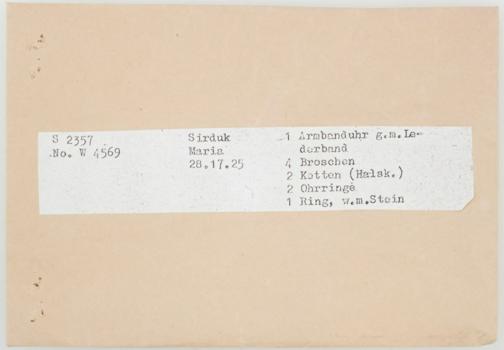 S 2357
No. W 4569
Sirduk
Maria
28.17.25
1 Armbanduhr g.m.Le-
derband
4 Broschen
2 Ketten (Halsk.)
2 Ohrringe
1 Ring, w.m.Stein